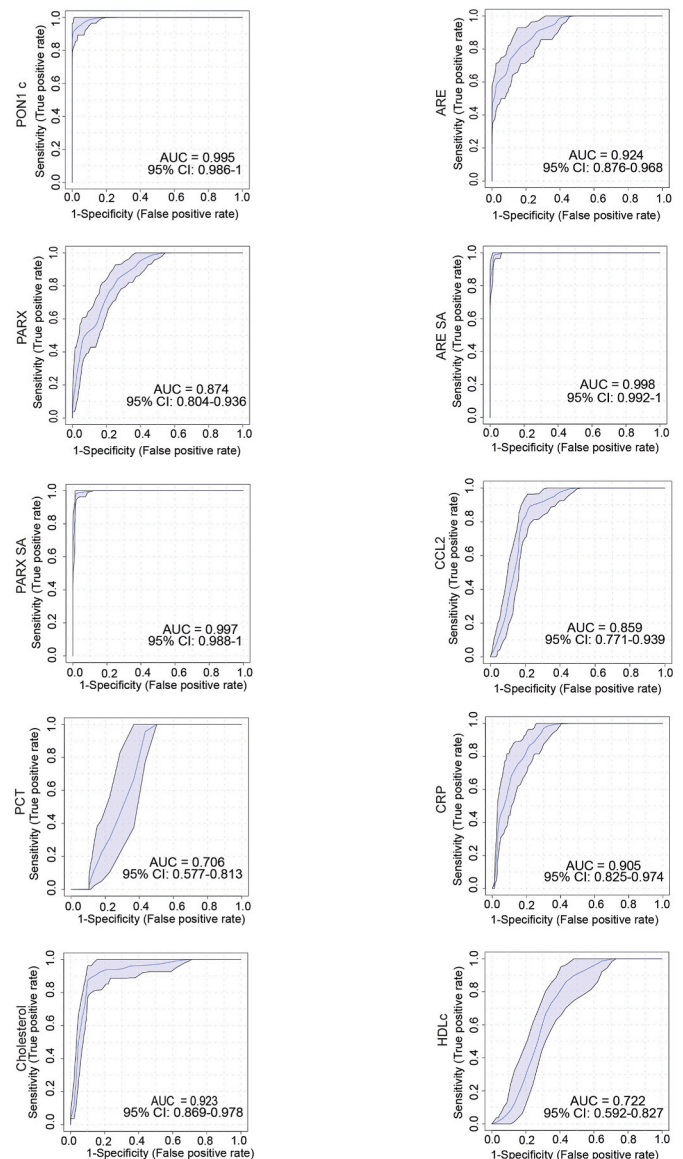 PON1 c
Sensitivity (True positive rate)
0.0 0.2 0.4 0.6 0.8 1.0
AUC = 0.995
95% CI: 0.986-1
0.0 0.2 0.4 0.6 0.8 1.0
1-Specificity (False positive rate)
ARE
Sensitivity (True positive rate)
0.0 0.2 0.4 0.6 0.8 1.0
AUC = 0.924
95% CI: 0.876-0.968
0.0 0.2 0.4 0.6 0.8 1.0
1-Specificity (False positive rate)
PARX
Sensitivity (True positive rate)
0.0 0.2 0.4 0.6 0.8 1.0
AUC = 0.874
95% CI: 0.804-0.936
0.0 0.2 0.4 0.6 0.8 1.0
1-Specificity (False positive rate)
ARE SA
Sensitivity (True positive rate)
0.0 0.2 0.4 0.6 0.8 1.0
AUC = 0.998
95% CI: 0.992-1
0.0 0.2 0.4 0.6 0.8 1.0
1-Specificity (False positive rate)
PARX SA
Sensitivity (True positive rate)
0.0 0.2 0.4 0.6 0.8 1.0
AUC = 0.997
95% CI: 0.988-1
0.0 0.2 0.4 0.6 0.8 1.0
1-Specificity (False positive rate)
CCL2
Sensitivity (True positive rate)
0.0 0.2 0.4 0.6 0.8 1.0
AUC = 0.859
95% CI: 0.771-0.939
0.0 0.2 0.4 0.6 0.8 1.0
1-Specificity (False positive rate)
PCT
Sensitivity (True positive rate)
0.0 0.2 0.4 0.6 0.8 1.0
AUC = 0.706
95% CI: 0.577-0.813
0.0 0.2 0.4 0.6 0.8 1.0
1-Specificity (False positive rate)
CRP
Sensitivity (True positive rate)
0.0 0.2 0.4 0.6 0.8 1.0
AUC = 0.905
95% CI: 0.825-0.974
0.0 0.2 0.4 0.6 0.8 1.0
1-Specificity (False positive rate)
Cholesterol
Sensitivity (True positive rate)
0.0 0.2 0.4 0.6 0.8 1.0
AUC = 0.923
95% CI: 0.869-0.978
0.0 0.2 0.4 0.6 0.8 1.0
1-Specificity (False positive rate)
HDLc
Sensitivity (True positive rate)
0.0 0.2 0.4 0.6 0.8 1.0
AUC = 0.722
95% CI: 0.592-0.827
0.0 0.2 0.4 0.6 0.8 1.0
1-Specificity (False positive rate)